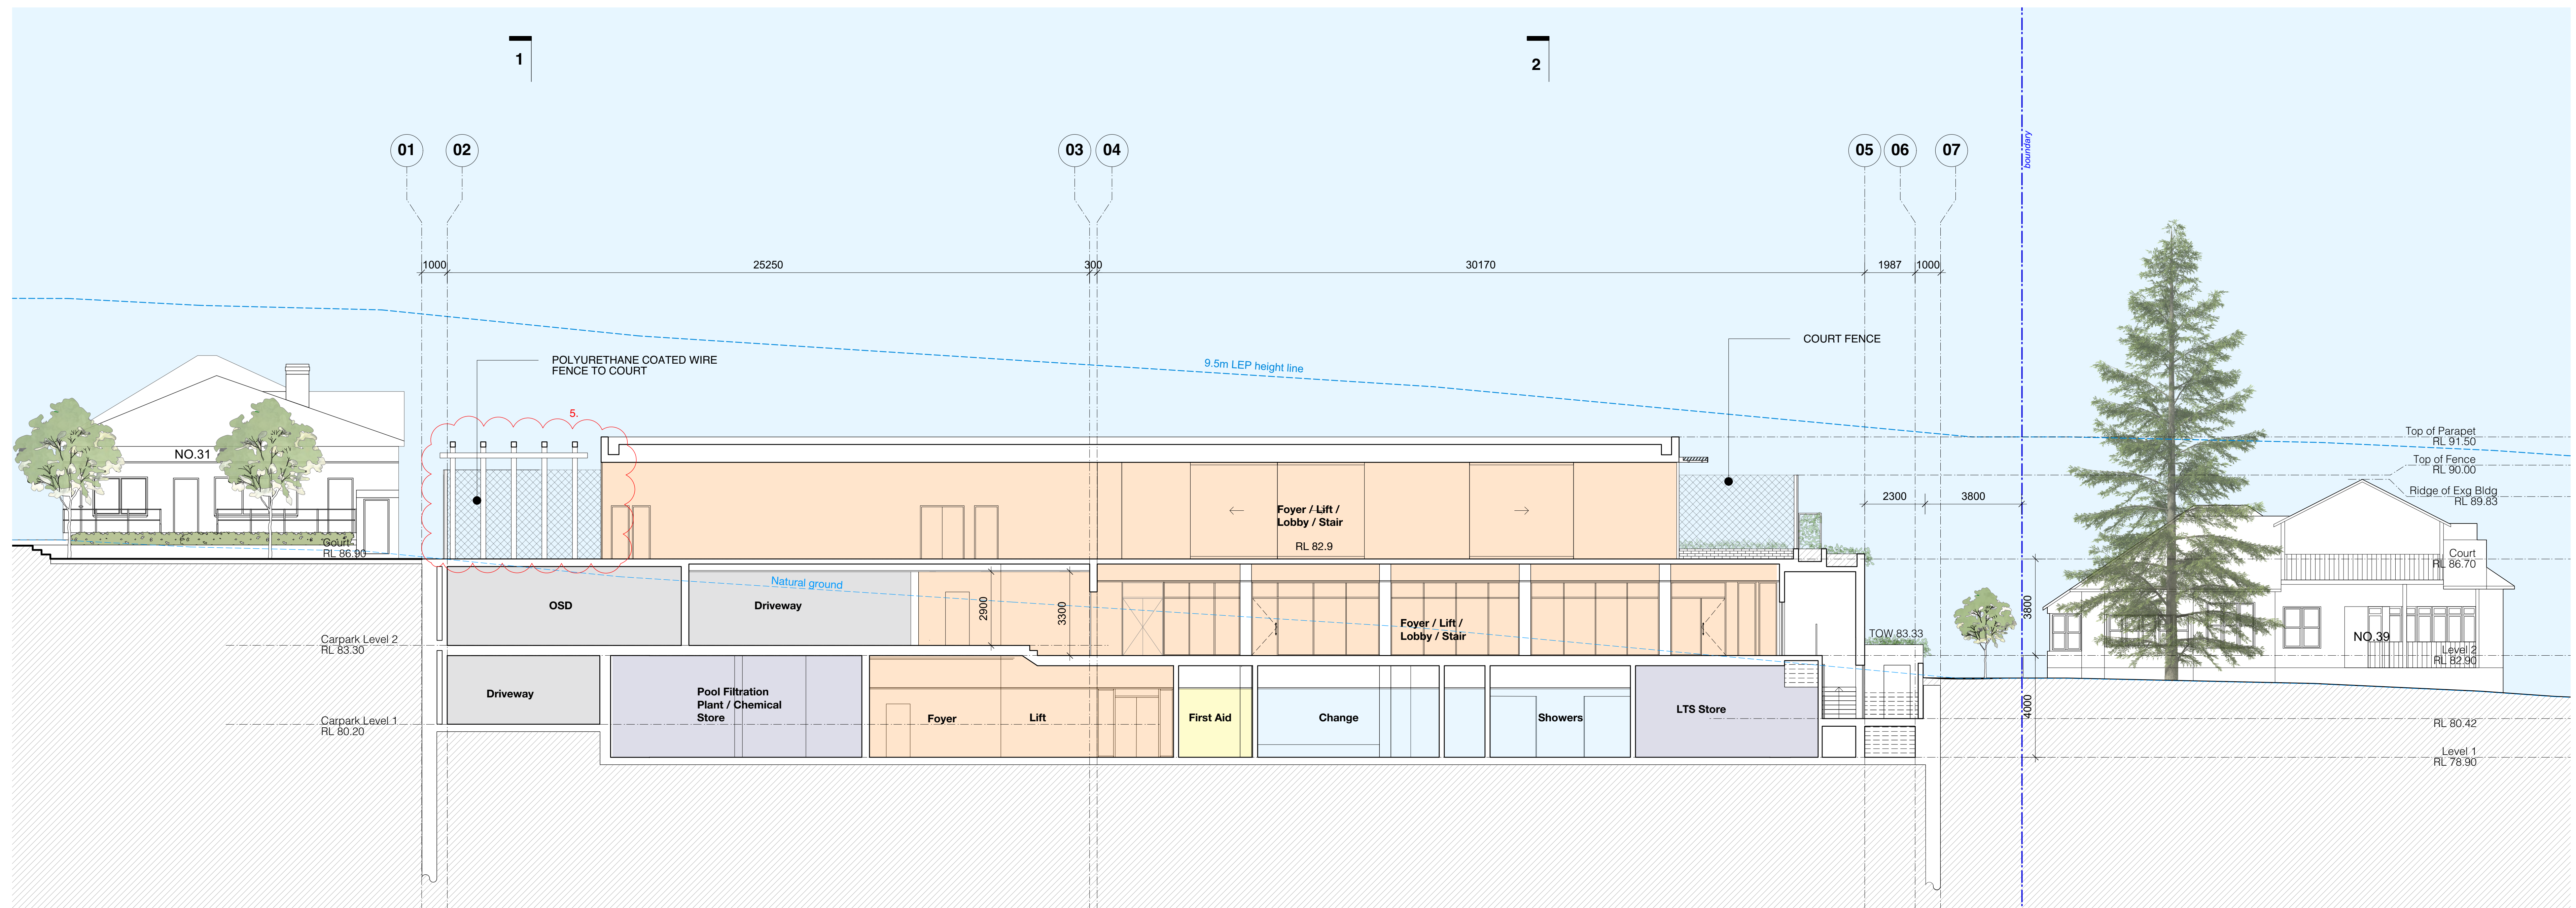 1
2
01
02
03
04
05
06
07
boundary
1000
25250
300
30170
1987
1000
POLYURETHANE COATED WIRE
FENCE TO COURT
9.5m LEP height line
COURT FENCE
5.
NO.31
Top of Parapet
RL 91.50
Top of Fence
RL 90.00
Ridge of Exg Bldg
RL 89.83
2300
3800
Foyer / Lift /
Lobby / Stair
RL 82.9
Court
RL 86.90
Court
RL 86.70
Natural ground
OSD
Driveway
2900
3300
3800
Foyer / Lift /
Lobby / Stair
TOW 83.33
NO.39
Carpark Level 2
RL 83.30
Level 2
RL 82.90
Driveway
Pool Filtration
Plant / Chemical
Store
Foyer
Lift
First Aid
Change
Showers
LTS Store
4000
Carpark Level 1
RL 80.20
RL 80.42
Level 1
RL 78.90